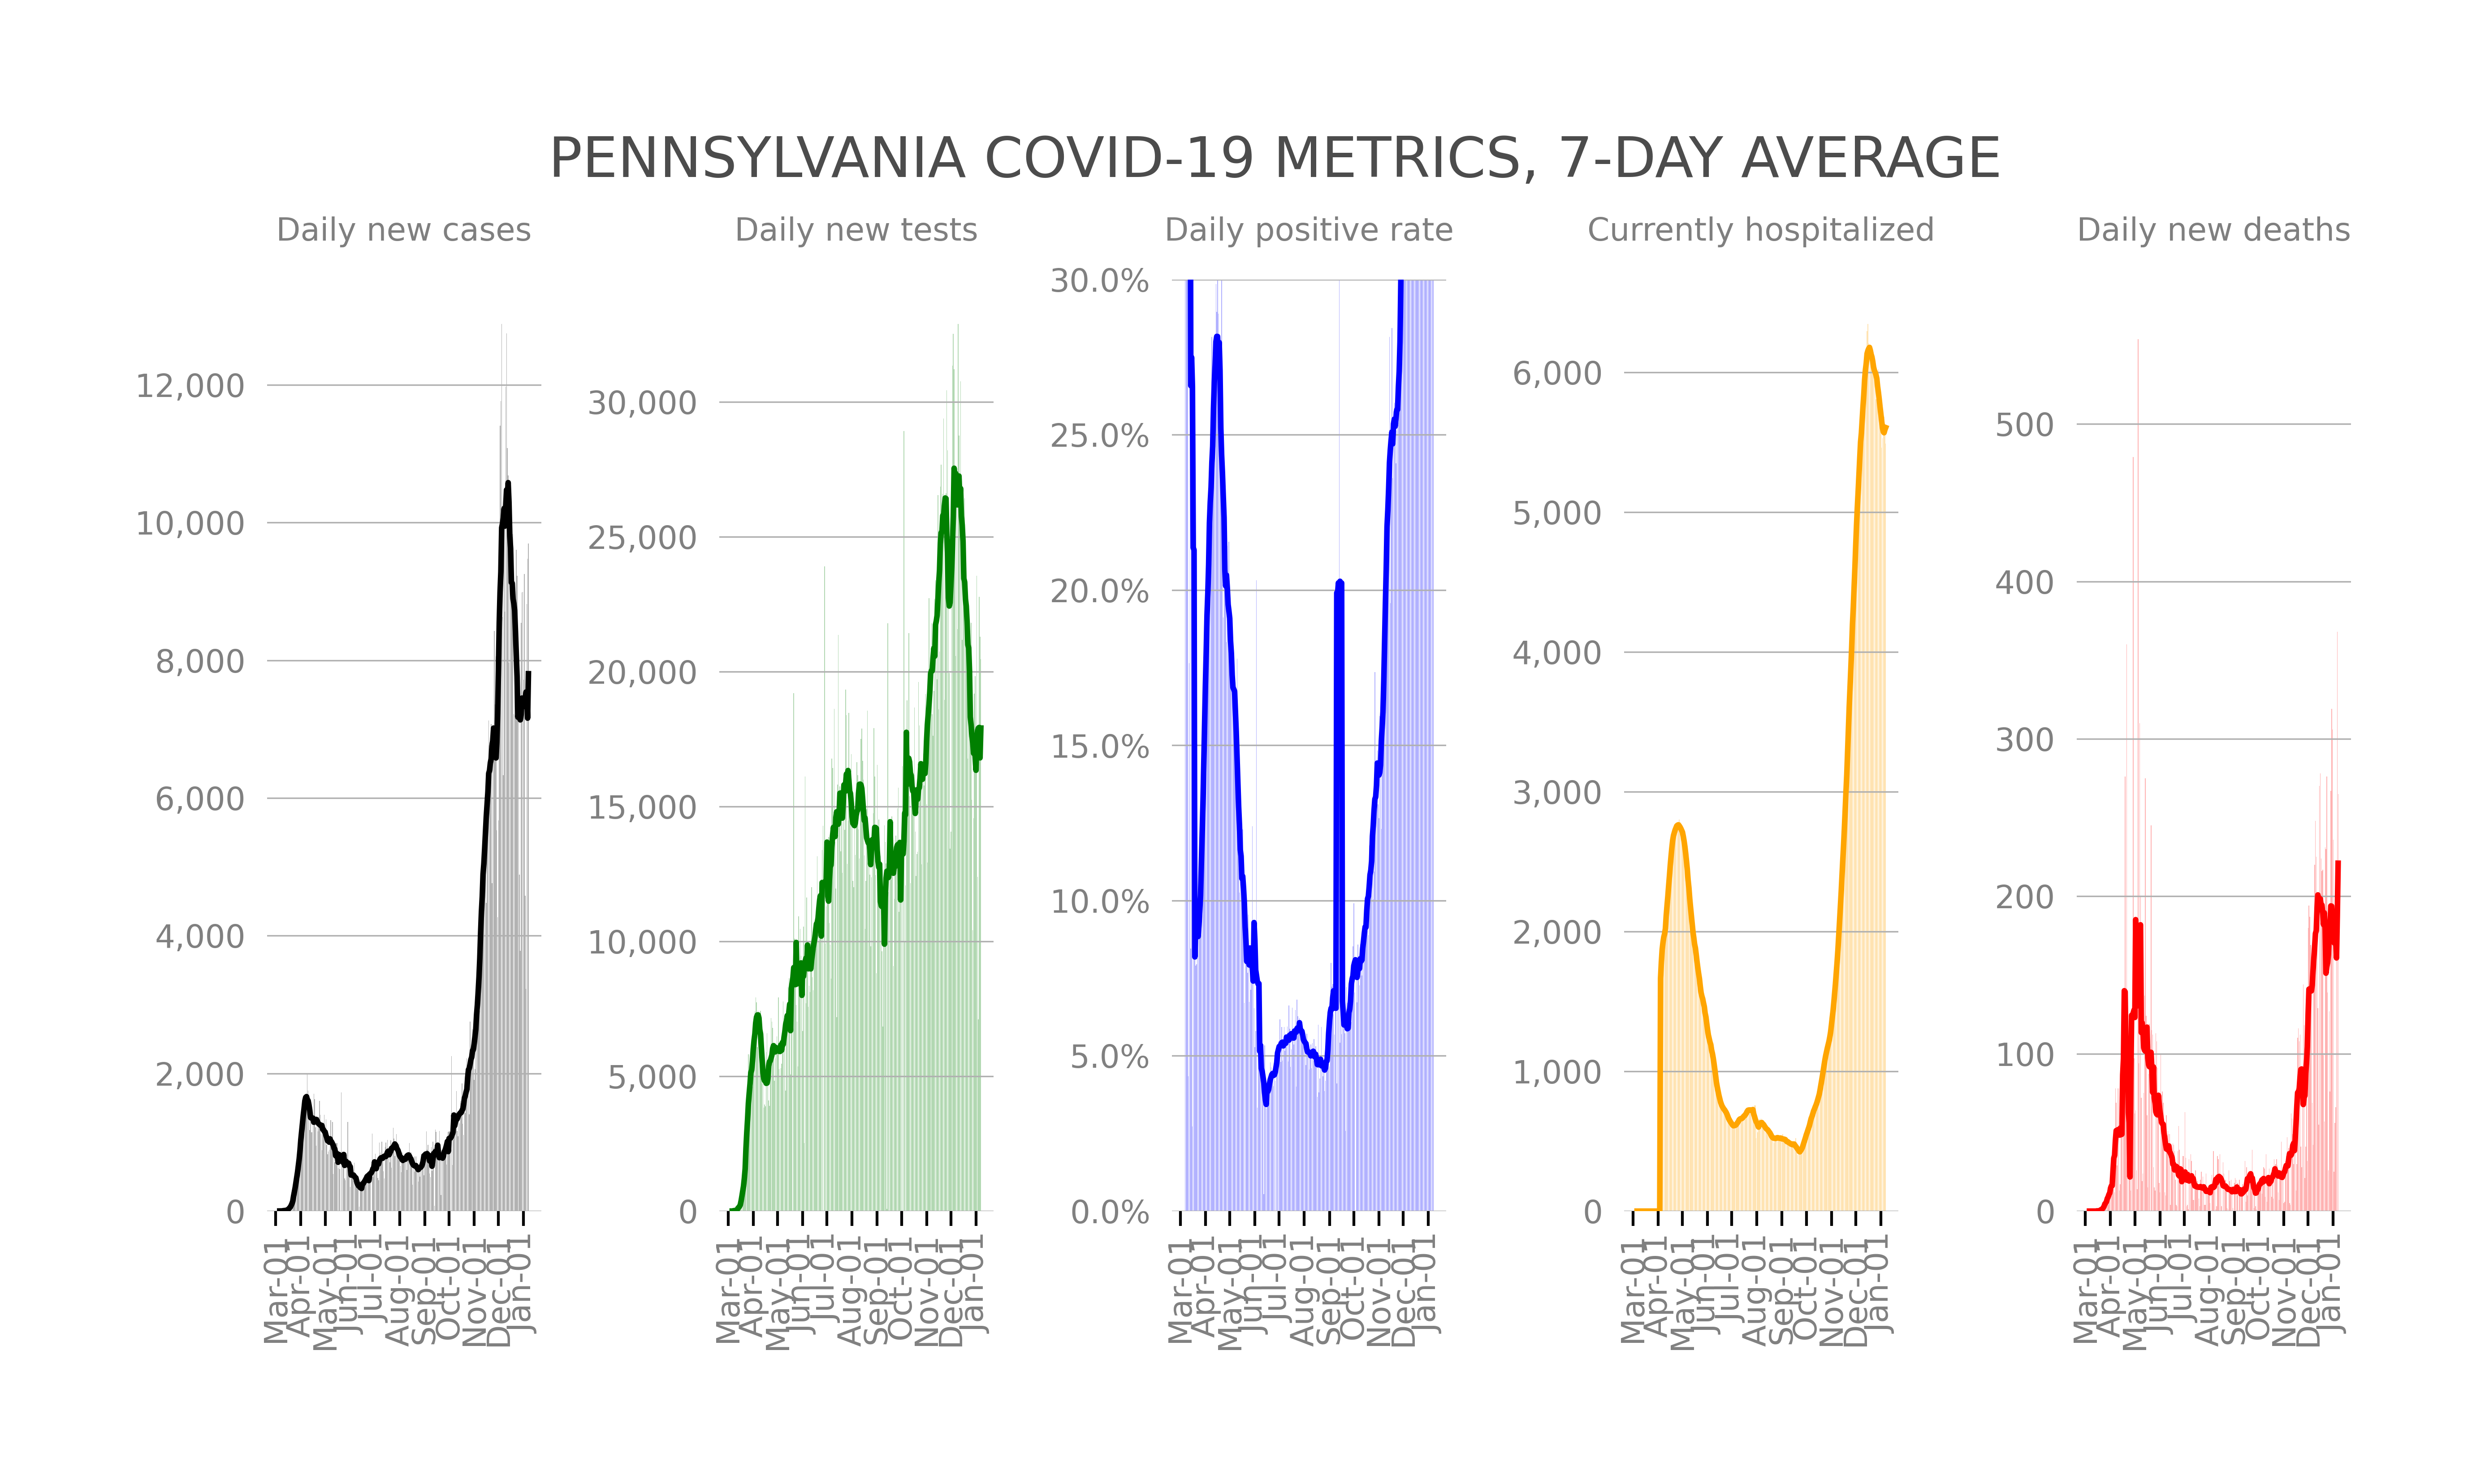 PENNSYLVANIA COVID-19 METRICS, 7-DAY AVERAGE
Daily new cases
12,000
10,000
8,000
6,000
4,000
2,000
0
Mar-01
Apr-01
May-01
Jun-01
Jul-01
Aug-01
Sep-01
Oct-01
Nov-01
Dec-01
Jan-01
Daily new tests
30,000
25,000
20,000
15,000
10,000
5,000
0
Mar-01
Apr-01
May-01
Jun-01
Jul-01
Aug-01
Sep-01
Oct-01
Nov-01
Dec-01
Jan-01
Daily positive rate
30.0%
25.0%
20.0%
15.0%
10.0%
5.0%
0.0%
Mar-01
Apr-01
May-01
Jun-01
Jul-01
Aug-01
Sep-01
Oct-01
Nov-01
Dec-01
Jan-01
Currently hospitalized
6,000
5,000
4,000
3,000
2,000
1,000
0
Mar-01
Apr-01
May-01
Jun-01
Jul-01
Aug-01
Sep-01
Oct-01
Nov-01
Dec-01
Jan-01
Daily new deaths
500
400
300
200
100
0
Mar-01
Apr-01
May-01
Jun-01
Jul-01
Aug-01
Sep-01
Oct-01
Nov-01
Dec-01
Jan-01